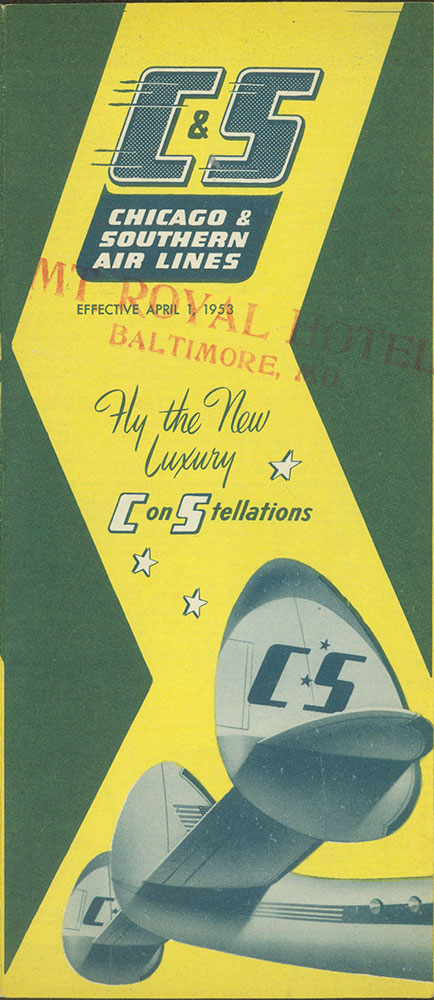 C&S
CHICAGO &
SOUTHERN
AIR LINES
EFFECTIVE APRIL 1, 1953
MT ROYAL HOTEL
BALTIMORE, MD.
Fly the New
Luxury
ConStellations
C S
C